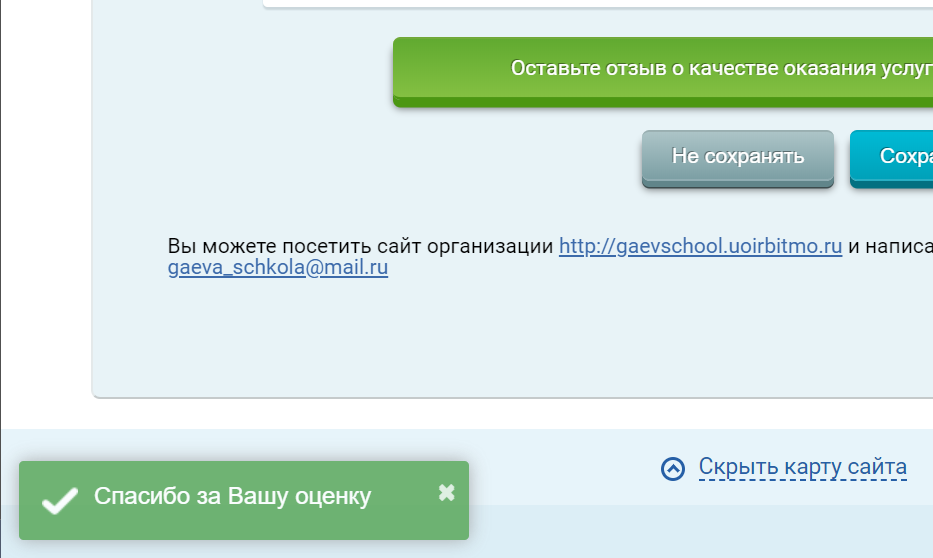 Оставьте отзыв о качестве оказания услуг
Не сохранять
Сохра
Вы можете посетить сайт организации http://gaevschool.uoirbitmo.ru и написа
gaeva_schkola@mail.ru
Скрыть карту сайта
Спасибо за Вашу оценку